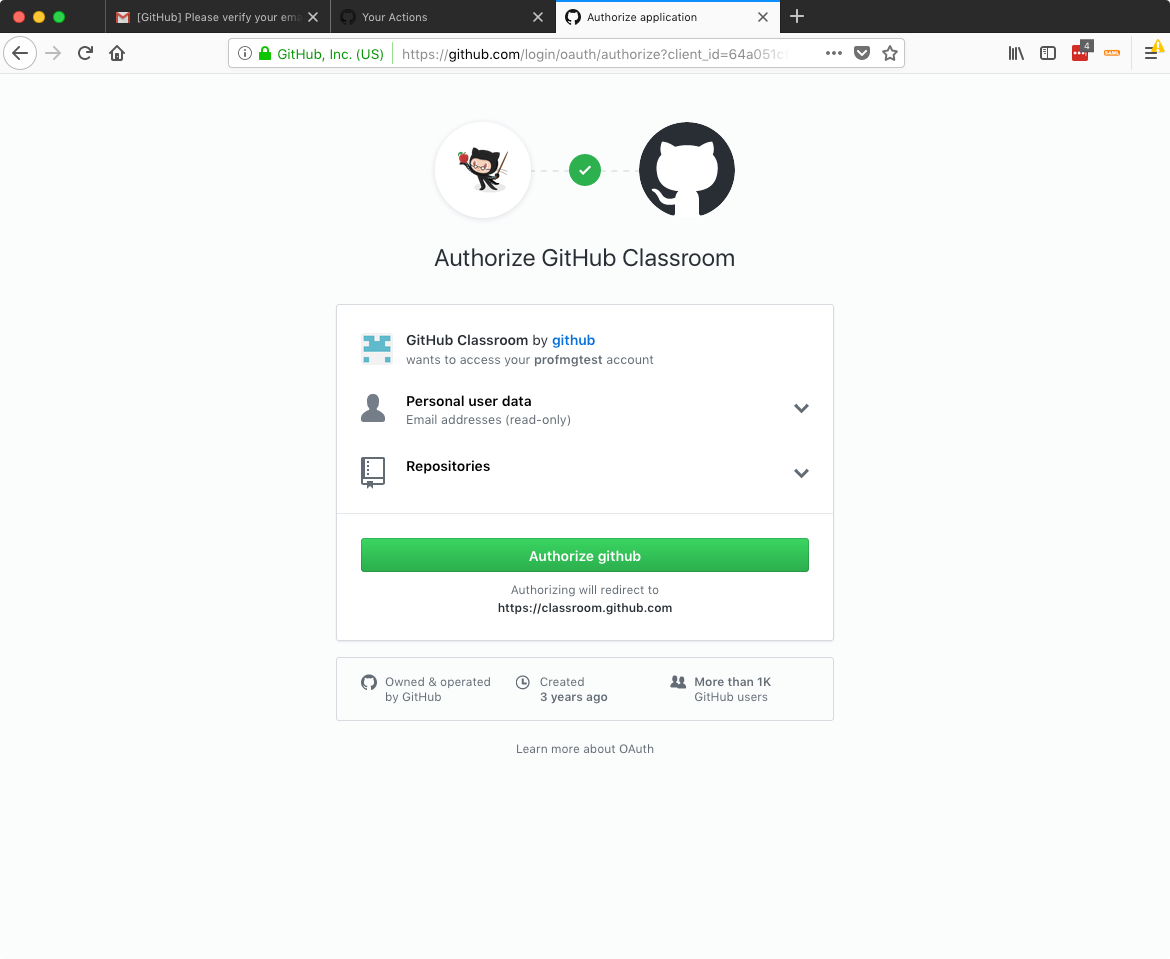 [GitHub] Please verify your ema
Your Actions
Authorize application
GitHub, Inc. (US)
https://github.com/login/oauth/authorize?client_id=64a051cf
4
SAML
Authorize GitHub Classroom
GitHub Classroom by github
wants to access your profmgtest account
Personal user data
Email addresses (read-only)
Repositories
Authorize github
Authorizing will redirect to
https://classroom.github.com
Owned & operated
by GitHub
Created
3 years ago
More than 1K
GitHub users
Learn more about OAuth